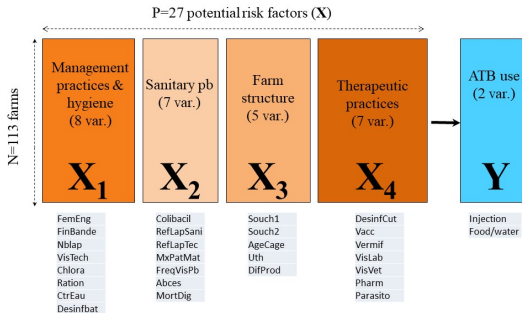 P=27 potential risk factors (X)
N=113 farms
Management
practices &
hygiene
(8 var.)
X1
Sanitary pb
(7 var.)
X2
Farm
structure
(5 var.)
X3
Therapeutic
practices
(7 var.)
X4
ATB use
(2 var.)
Y
FemEng
FinBande
Nblap
VisTech
Chlora
Ration
CtrEau
Desinfbat
Colibacil
RefLapSani
RefLapTec
MxPatMat
FreqVisPb
Abces
MortDig
Souch1
Souch2
AgeCage
Uth
DifProd
DesinfCut
Vacc
Vermif
VisLab
VisVet
Pharm
Parasito
Injection
Food/water